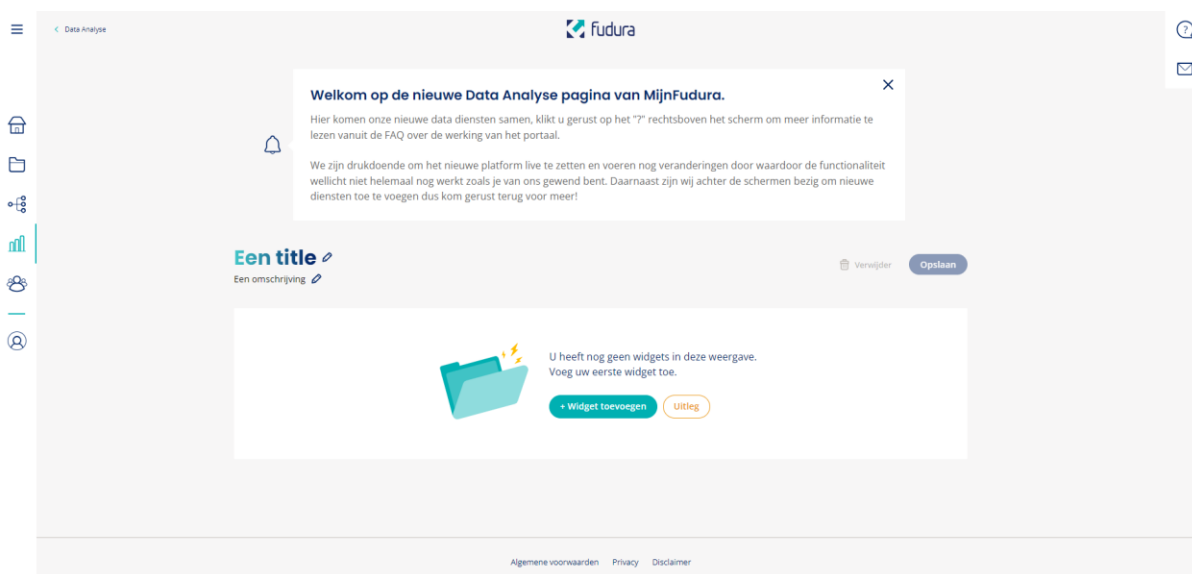 < Data Analyse
fudura
?
Welkom op de nieuwe Data Analyse pagina van MijnFudura.
Hier komen onze nieuwe data diensten samen, klikt u gerust op het "?" rechtsboven het scherm om meer informatie te
lezen vanuit de FAQ over de werking van het portaal.
We zijn drukdoende om het nieuwe platform live te zetten en voeren nog veranderingen door waardoor de functionaliteit
wellicht niet helemaal nog werkt zoals je van ons gewend bent. Daarnaast zijn wij achter de schermen bezig om nieuwe
diensten toe te voegen dus kom gerust terug voor meer!
Een title
Een omschrijving
Verwijder
Opslaan
U heeft nog geen widgets in deze weergave.
Voeg uw eerste widget toe.
+ Widget toevoegen
Uitleg
Algemene voorwaarden Privacy Disclaimer